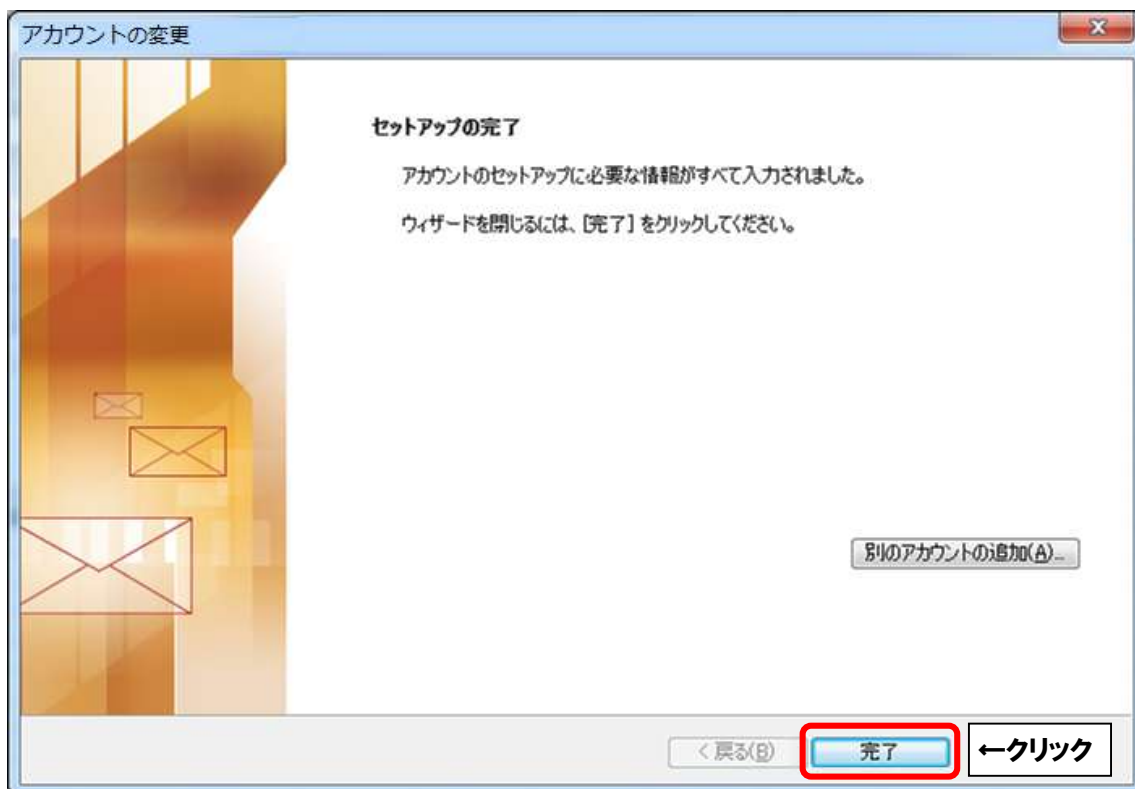 アカウントの変更
セットアップの完了
アカウントのセットアップに必要な情報がすべて入力されました。
ウィザードを閉じるには、[完了] をクリックしてください。
別のアカウントの追加(A)...
< 戻る(B)
完了
←クリック